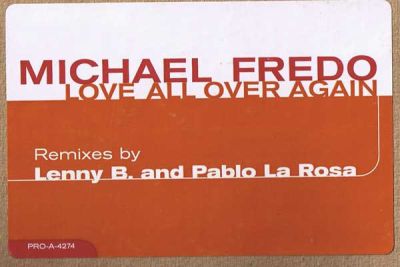 MICHAEL FREDO
LOVE ALL OVER AGAIN
Remixes by
Lenny B. and Pablo La Rosa
PRO-A-4274